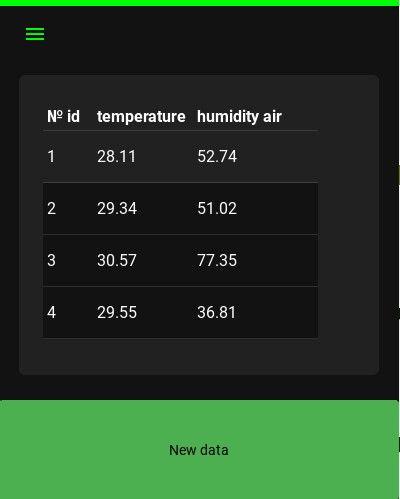 № id temperature humidity air
1 28.11 52.74
2 29.34 51.02
3 30.57 77.35
4 29.55 36.81
New data